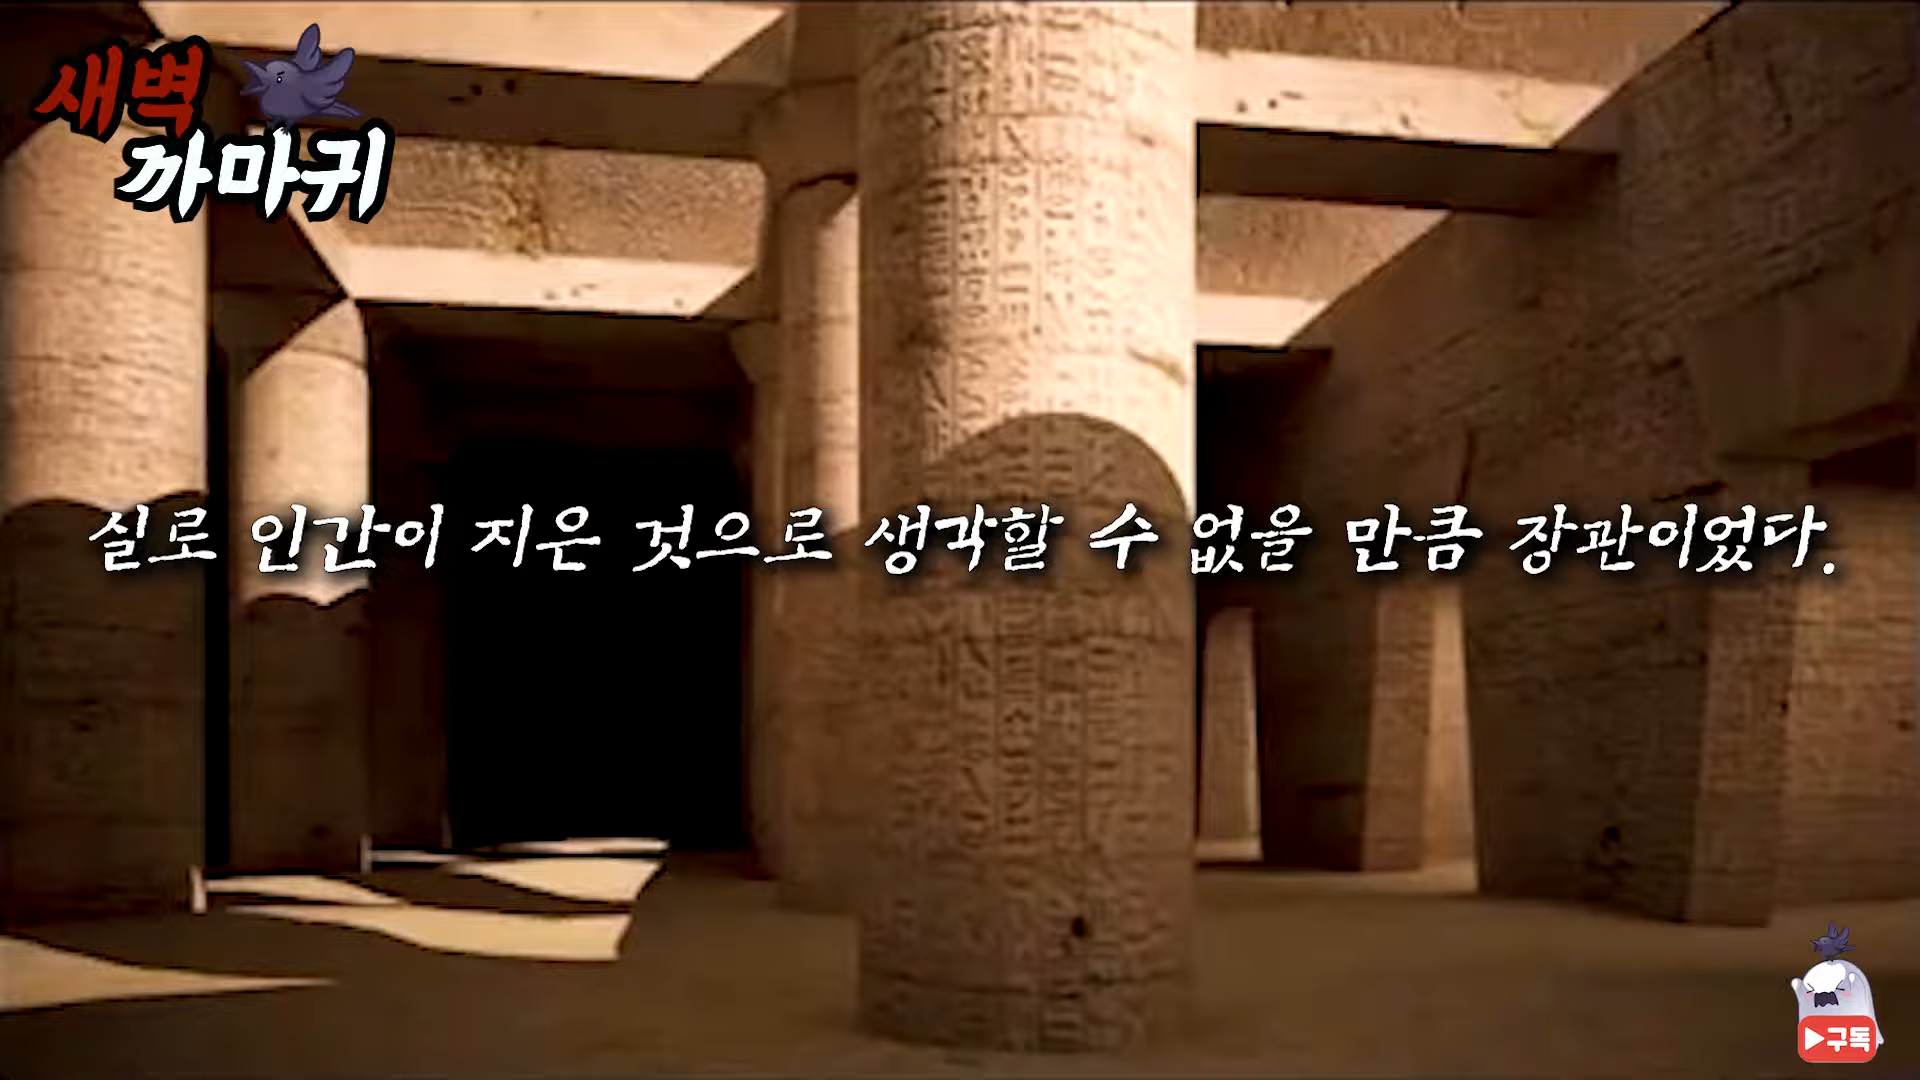 새벽
까마귀
실로 인간이 지은 것으로 생각할 수 없을 만큼 장관이었다.
구독